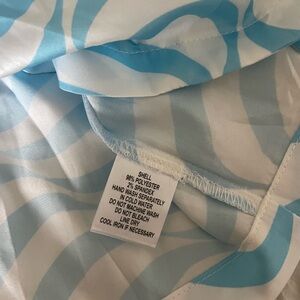 SHELL
98% POLYESTER
2% SPANDEX
HAND WASH SEPARATELY
IN COLD WATER
DO NOT MACHINE WASH
DO NOT BLEACH
LINE DRY
COOL IRON IF NECESSARY